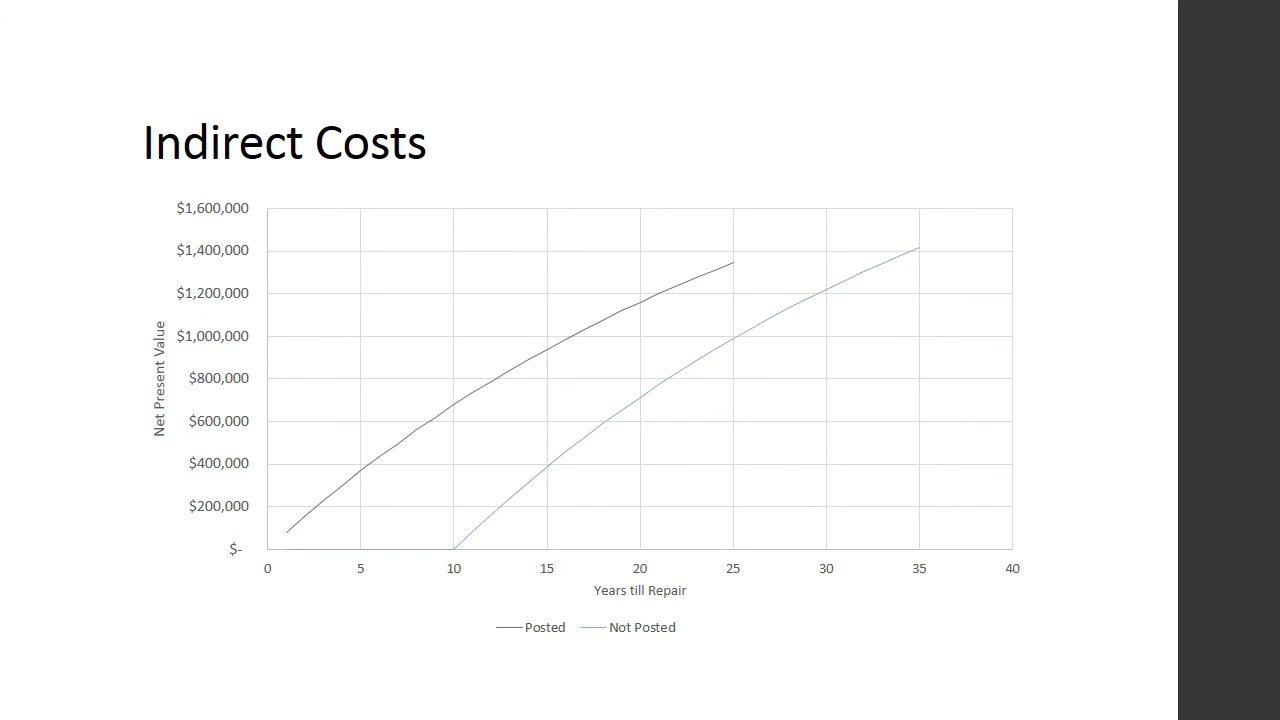 Indirect Costs
$1,600,000
$1,400,000
$1,200,000
$1,000,000
$800,000
$600,000
$400,000
$200,000
$-
Net Present Value
0 5 10 15 20 25 30 35 40
Years till Repair
Posted Not Posted